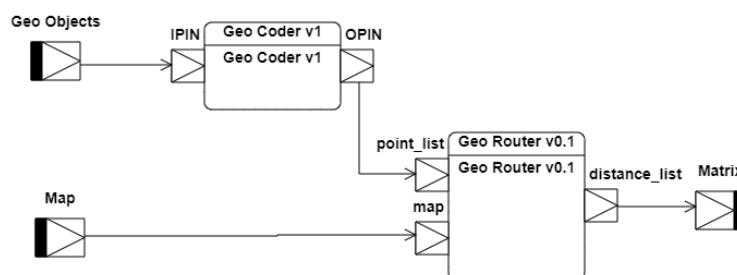 Geo Objects
IPIN
Geo Coder v1
OPIN
Geo Coder v1
point_list
Geo Router v0.1
Geo Router v0.1
distance_list
Matrix
Map
map